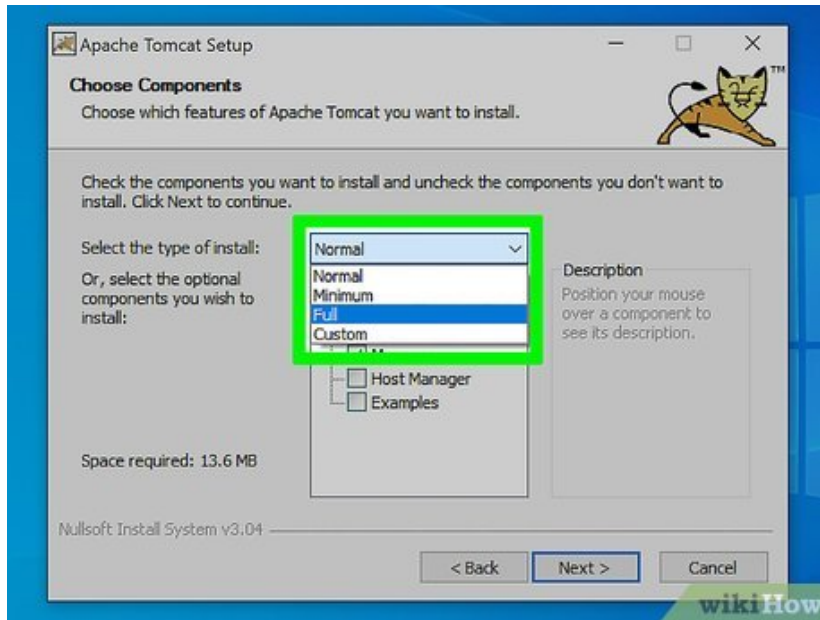 Apache Tomcat Setup
Choose Components
Choose which features of Apache Tomcat you want to install.
TM
Check the components you want to install and uncheck the components you don't want to
install. Click Next to continue.
Select the type of install:
Normal
Or, select the optional
components you wish to
install:
Normal
Minimum
Full
Custom
Host Manager
Examples
Description
Position your mouse
over a component to
see its description.
Space required: 13.6 MB
Nullsoft Install System v3.04
< Back
Next >
Cancel
wikiHow